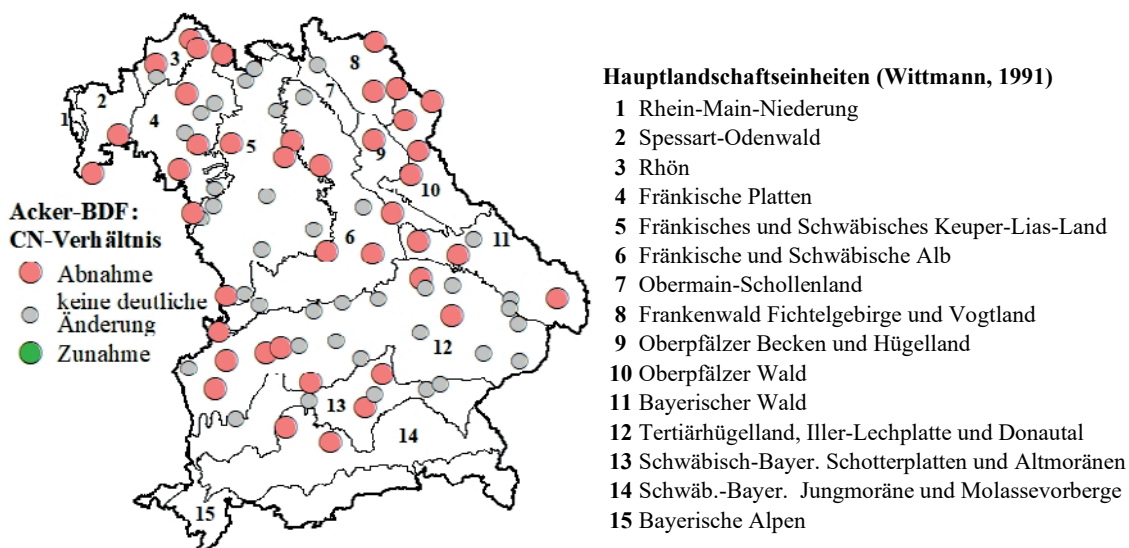 3
8
2
7
1
4
5
9
10
Acker-BDF:
CN-Verhältnis
Abnahme
keine deutliche
Änderung
Zunahme
6
11
12
13
14
15
Hauptlandschaftseinheiten (Wittmann, 1991)
1 Rhein-Main-Niederung
2 Spessart-Odenwald
3 Rhön
4 Fränkische Platten
5 Fränkisches und Schwäbisches Keuper-Lias-Land
6 Fränkische und Schwäbische Alb
7 Obermain-Schollenland
8 Frankenwald Fichtelgebirge und Vogtland
9 Oberpfälzer Becken und Hügelland
10 Oberpfälzer Wald
11 Bayerischer Wald
12 Tertiärhügelland, Iller-Lechplatte und Donautal
13 Schwäbisch-Bayer. Schotterplatten und Altmoränen
14 Schwäb.-Bayer. Jungmoräne und Molassevorberge
15 Bayerische Alpen